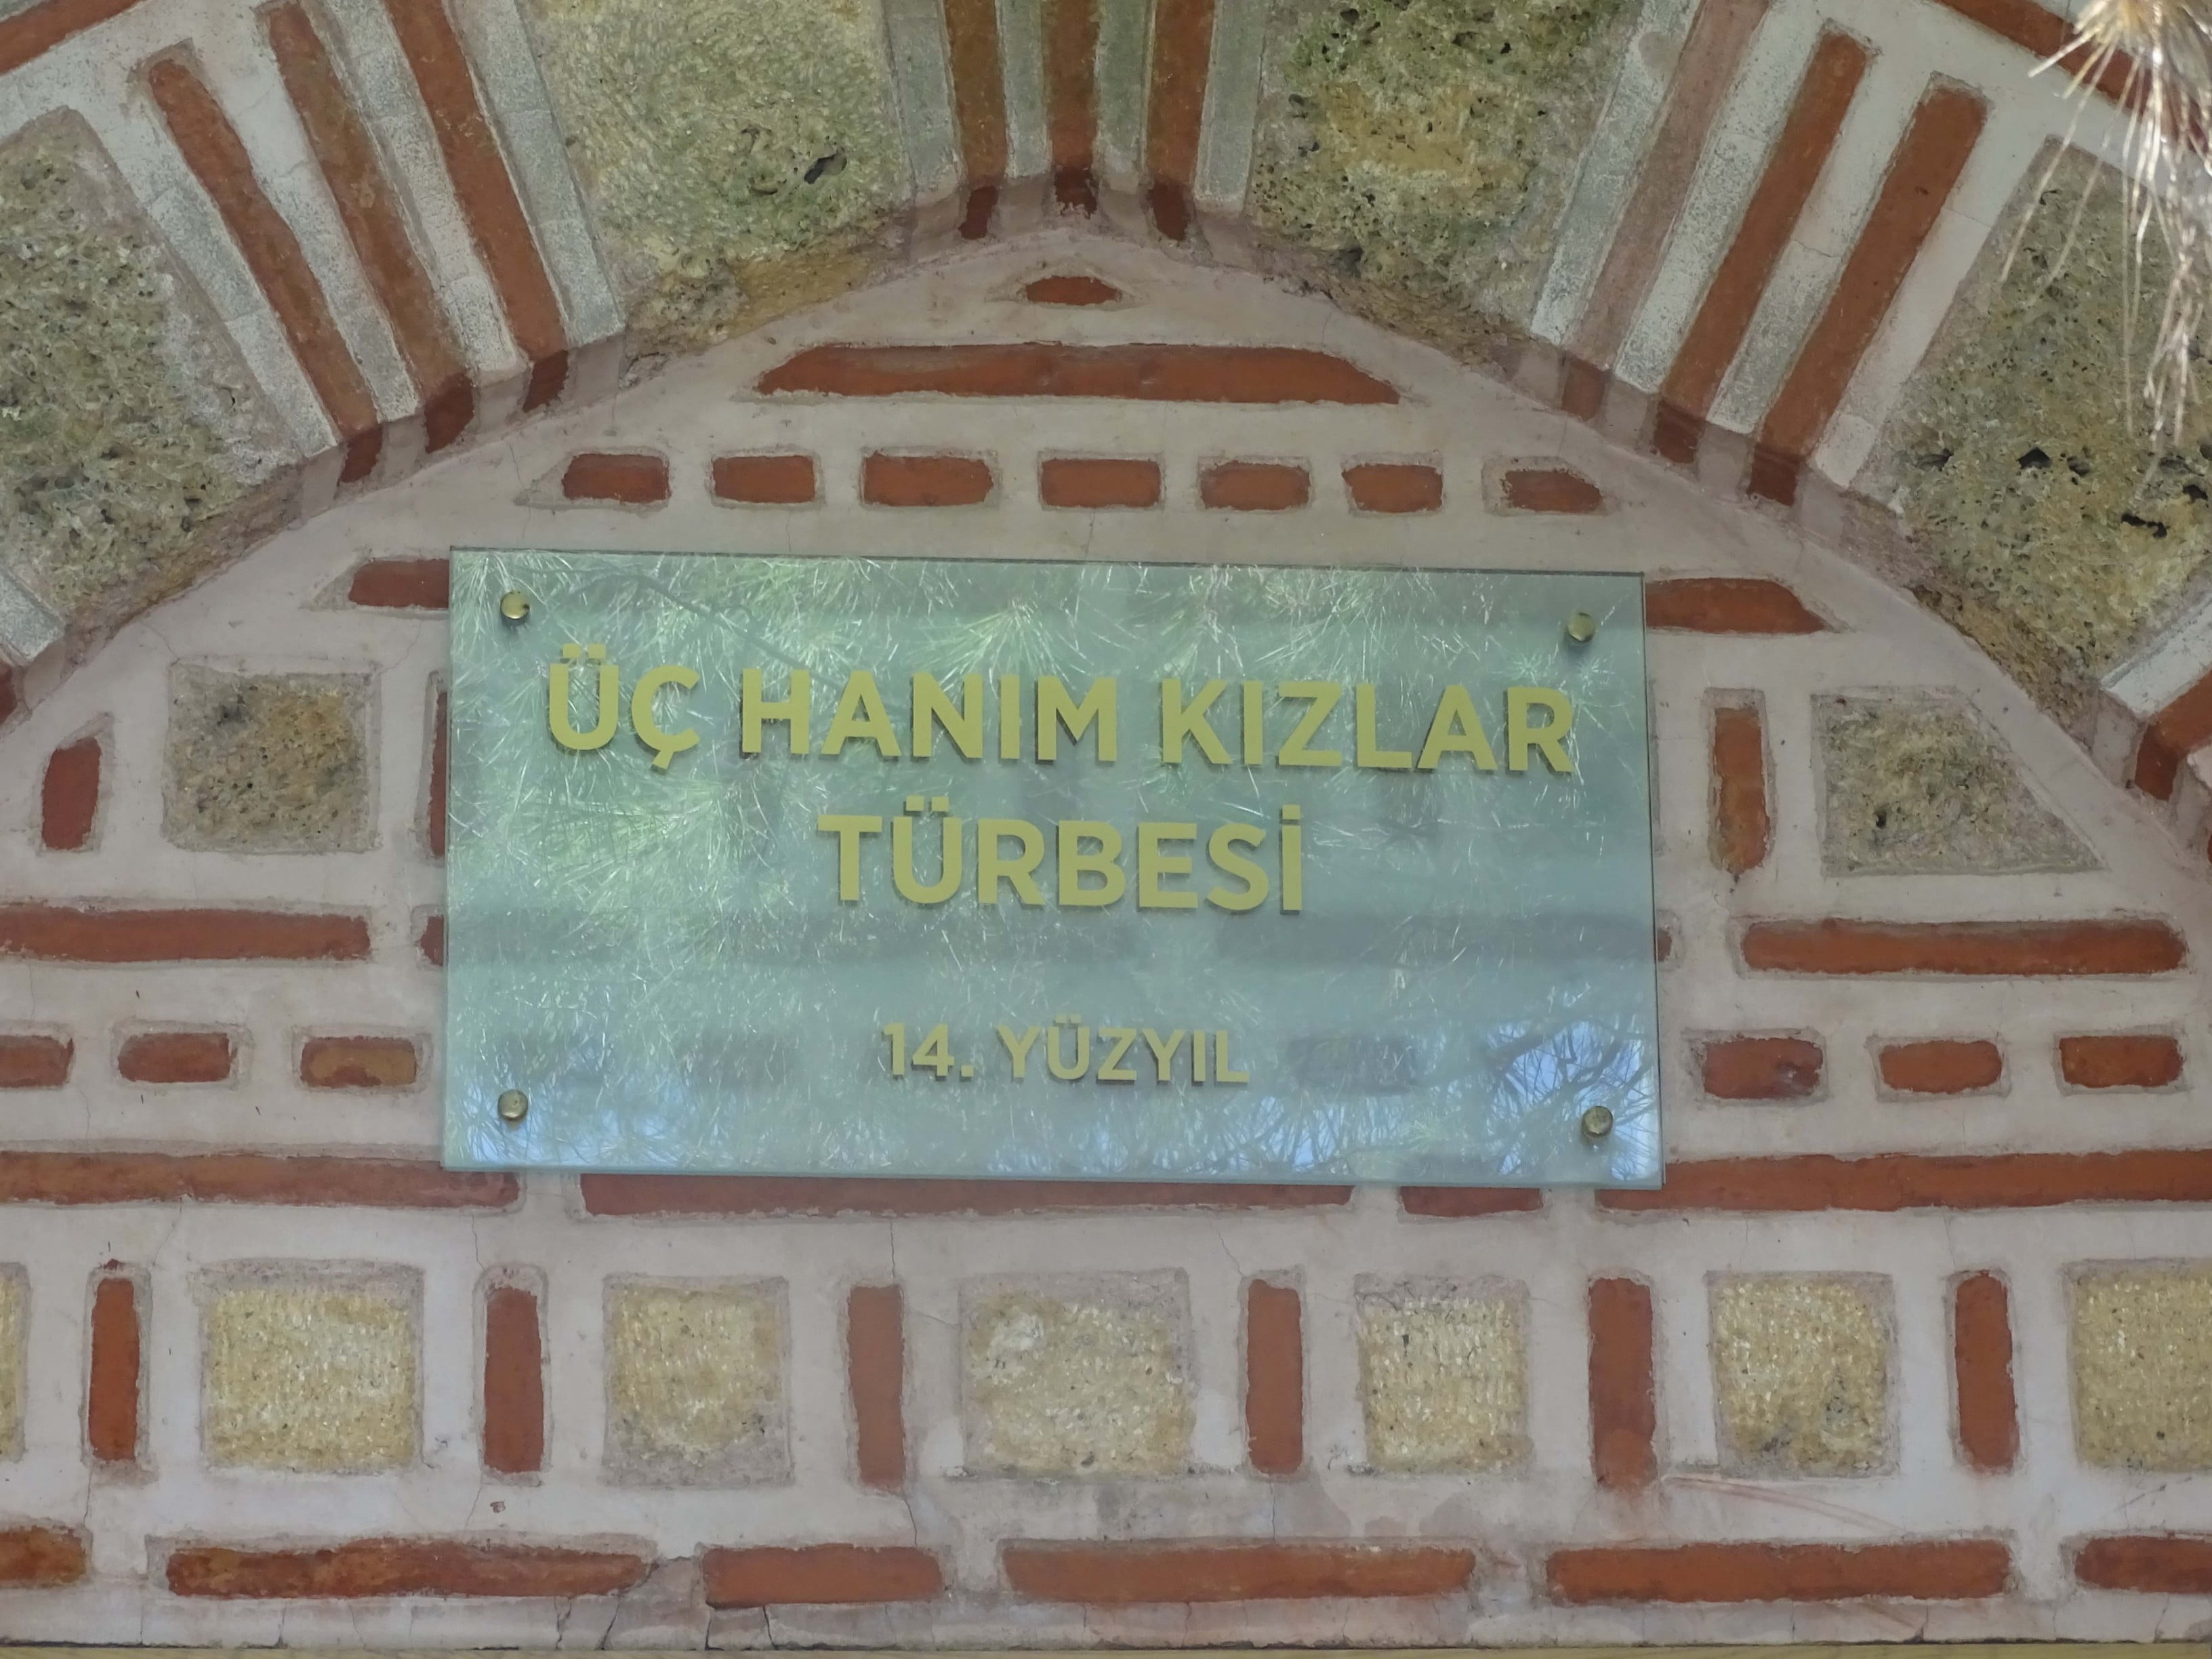 ÜÇ HANIM KIZLAR
TÜRBESİ
14. YÜZYIL